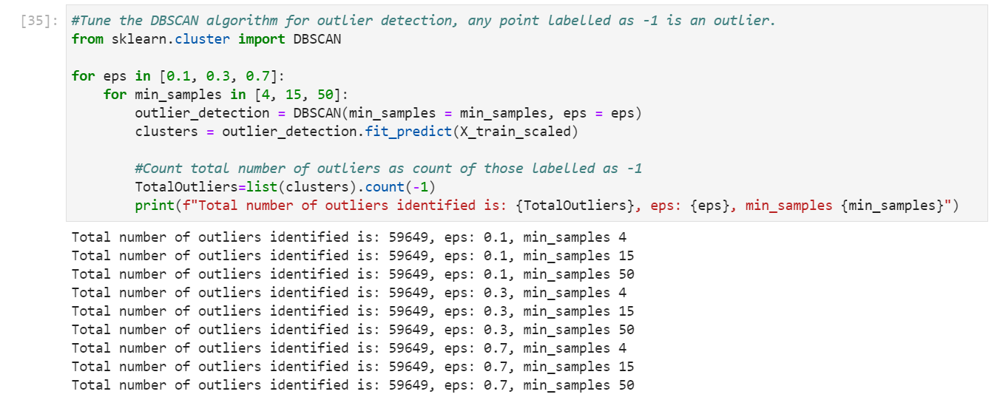 [35]: #Tune the DBSCAN algorithm for outlier detection, any point labelled as -1 is an outlier.
from sklearn.cluster import DBSCAN

for eps in [0.1, 0.3, 0.7]:
    for min_samples in [4, 15, 50]:
        outlier_detection = DBSCAN(min_samples = min_samples, eps = eps)
        clusters = outlier_detection.fit_predict(X_train_scaled)

        #Count total number of outliers as count of those labelled as -1
        TotalOutliers=list(clusters).count(-1)
        print(f"Total number of outliers identified is: {TotalOutliers}, eps: {eps}, min_samples {min_samples}")
Total number of outliers identified is: 59649, eps: 0.1, min_samples 4
Total number of outliers identified is: 59649, eps: 0.1, min_samples 15
Total number of outliers identified is: 59649, eps: 0.1, min_samples 50
Total number of outliers identified is: 59649, eps: 0.3, min_samples 4
Total number of outliers identified is: 59649, eps: 0.3, min_samples 15
Total number of outliers identified is: 59649, eps: 0.3, min_samples 50
Total number of outliers identified is: 59649, eps: 0.7, min_samples 4
Total number of outliers identified is: 59649, eps: 0.7, min_samples 15
Total number of outliers identified is: 59649, eps: 0.7, min_samples 50